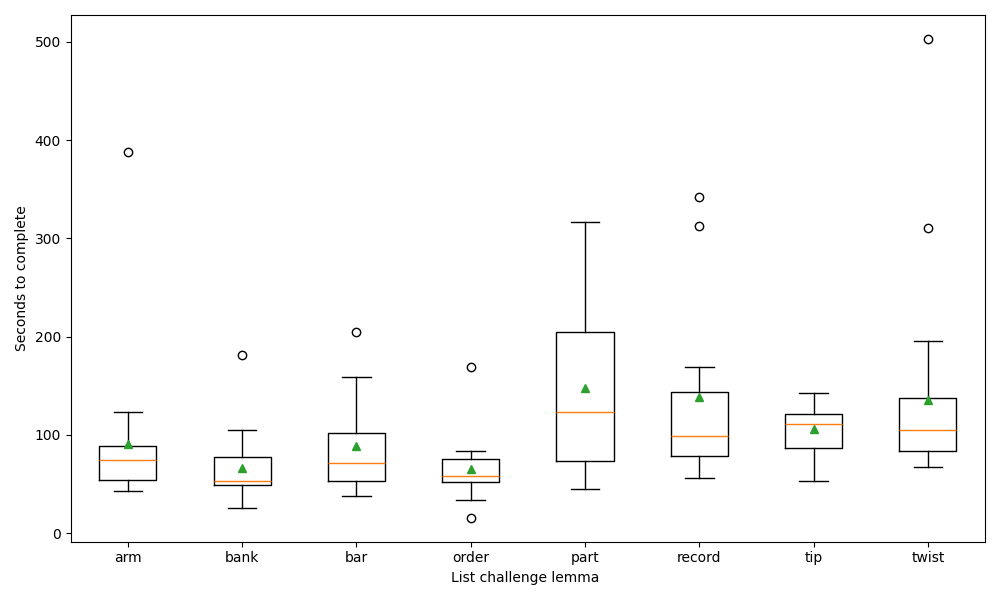 500
400
300
200
100
0
Seconds to complete
arm bank bar order part record tip twist
List challenge lemma